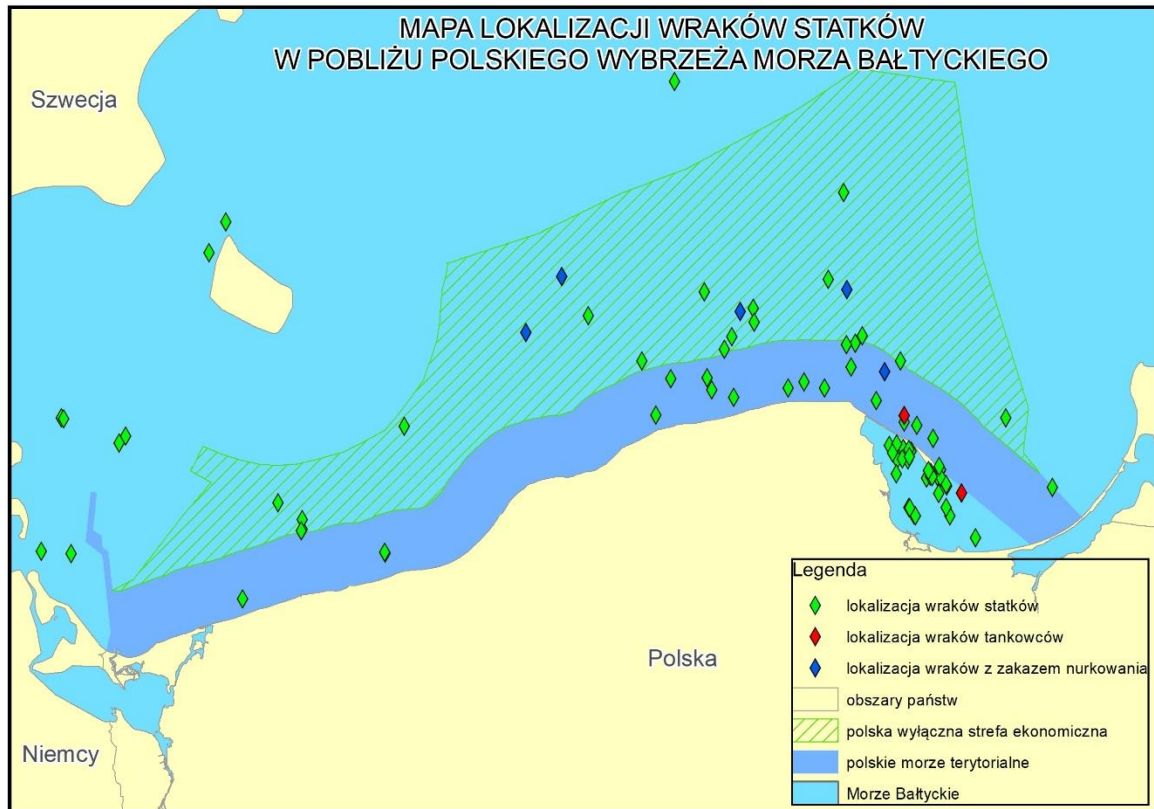 MAPA LOKALIZACJI WRAKÓW STATKÓW
W POBLIŻU POLSKIEGO WYBRZEŻA MORZA BAŁTYCKIEGO
Szwecja
Polska
Niemcy
Legenda
lokalizacja wraków statków
lokalizacja wraków tankowców
lokalizacja wraków z zakazem nurkowania
obszary państw
polska wyłączna strefa ekonomiczna
polskie morze terytorialne
Morze Bałtyckie